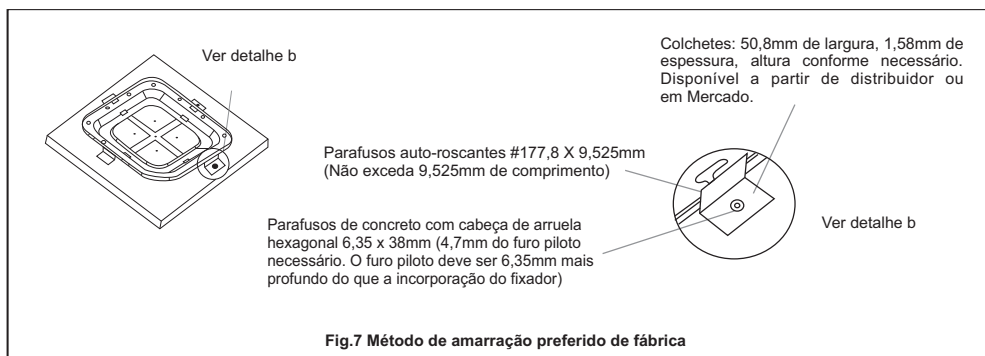 Ver detalhe b
Colchetes: 50,8mm de largura, 1,58mm de
espessura, altura conforme necessário.
Disponível a partir de distribuidor ou
em Mercado.
Parafusos auto-roscantes #177,8 X 9,525mm
(Não exceda 9,525mm de comprimento)
Parafusos de concreto com cabeça de arruela
hexagonal 6,35 x 38mm (4,7mm do furo piloto
necessário. O furo piloto deve ser 6,35mm mais
profundo do que a incorporação do fixador)
Ver detalhe b
Fig.7 Método de amarração preferido de fábrica